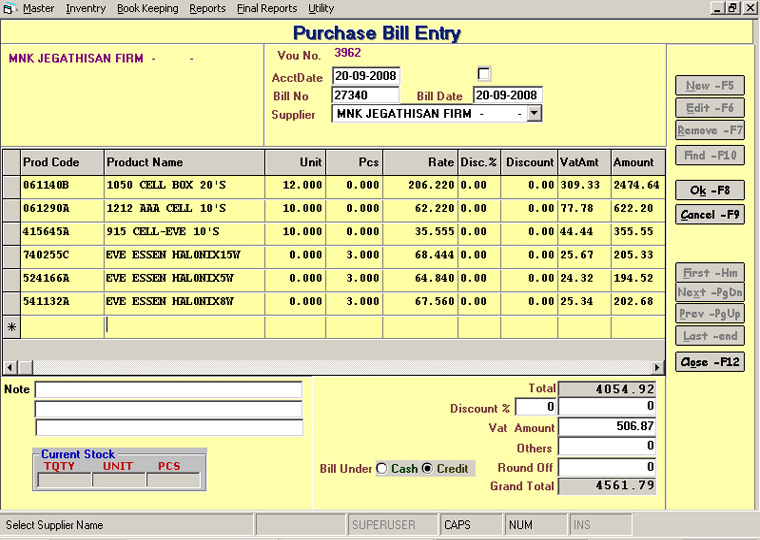 Master Inventry Book Keeping Reports Final Reports Utility
Purchase Bill Entry
MNK JEGATHISAN FIRM - -
Vou No. 3962
AcctDate 20-09-2008
Bill No 27340 Bill Date 20-09-2008
Supplier MNK JEGATHISAN FIRM - -
New -F5
Edit -F6
Remove -F7
Find -F10
Ok -F8
Cancel -F9
First -Hm
Next -PgDn
Prev -PgUp
Last -end
Close -F12
Prod Code Product Name Unit Pcs Rate Disc.% Discount VatAmt Amount
061140B 1050 CELL BOX 20'S 12.000 0.000 206.220 0.00 0.00 309.33 2474.64
061290A 1212 AAA CELL 10'S 10.000 0.000 62.220 0.00 0.00 77.78 622.20
415645A 915 CELL-EVE 10'S 10.000 0.000 35.555 0.00 0.00 44.44 355.55
740255C EVE ESSEN HALONIX15W 0.000 3.000 68.444 0.00 0.00 25.67 205.33
524166A EVE ESSEN HALONIX5W 0.000 3.000 64.840 0.00 0.00 24.32 194.52
541132A EVE ESSEN HALONIX8W 0.000 3.000 67.560 0.00 0.00 25.34 202.68
*
Note
Current Stock
TQTY UNIT PCS
Bill Under Cash Credit
Total 4054.92
Discount % 0 0
Vat Amount 506.87
Others 0
Round Off 0
Grand Total 4561.79
Select Supplier Name SUPERUSER CAPS NUM INS